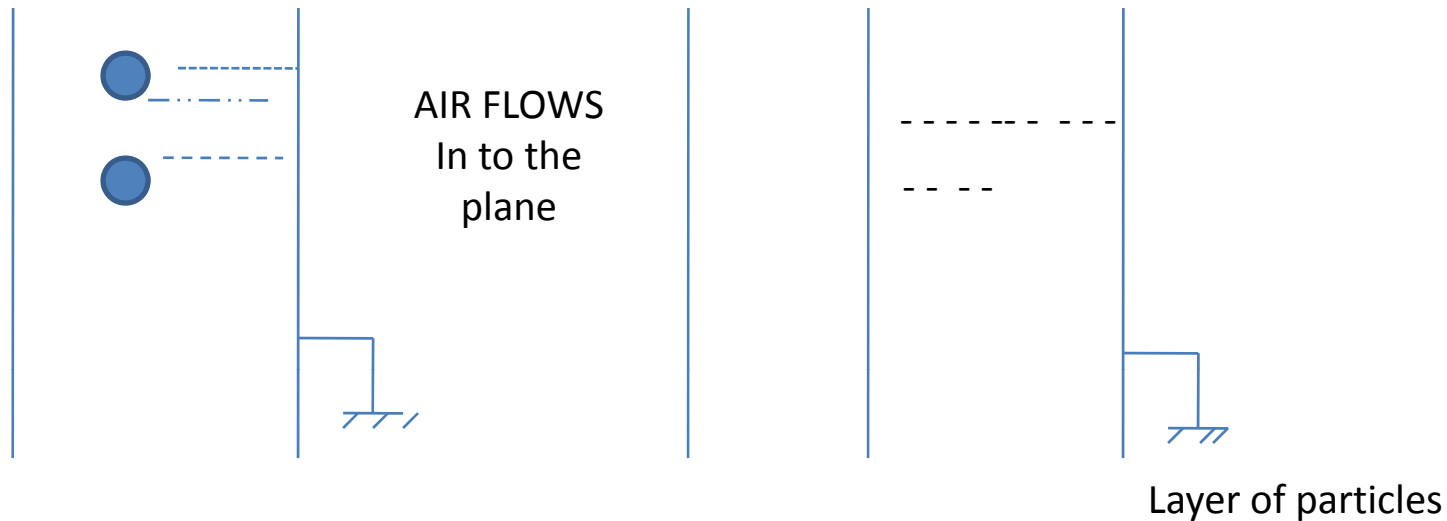 AIR FLOWS
In to the
plane
Layer of particles